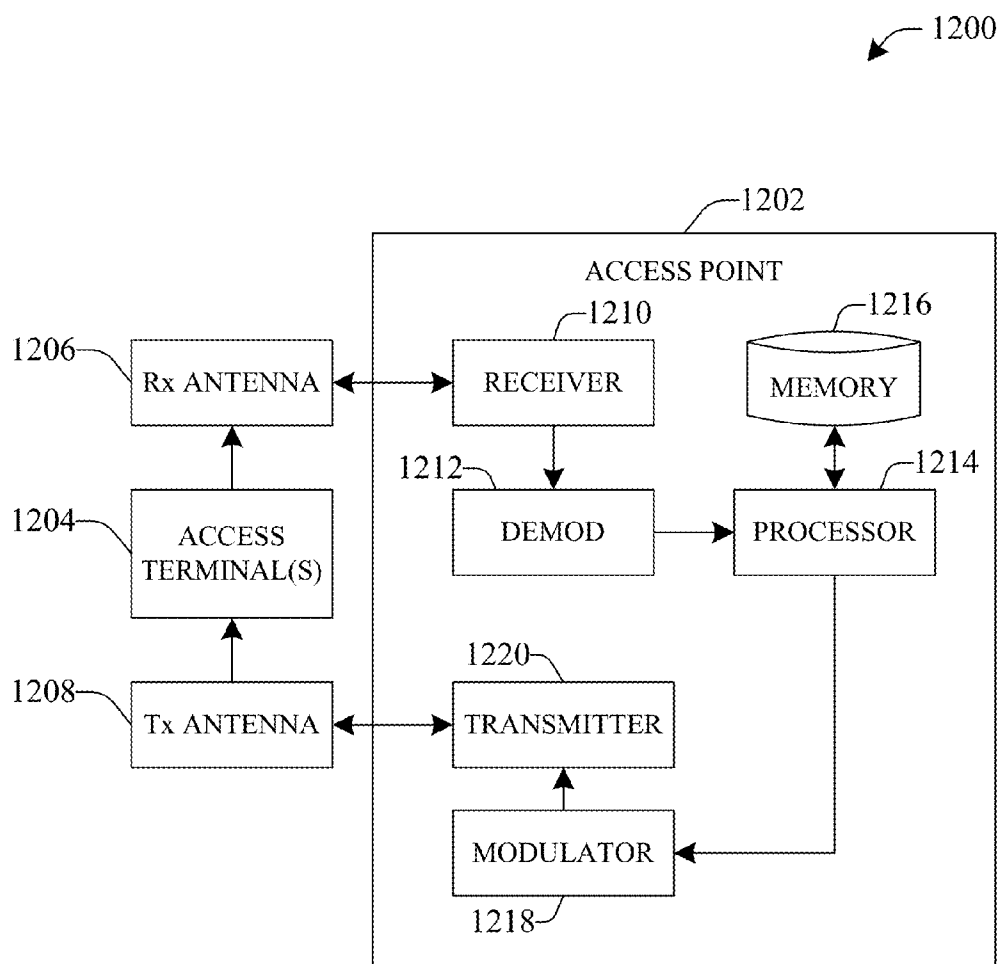 1200
1202
ACCESS POINT
1210
1216
1206
Rx ANTENNA
RECEIVER
MEMORY
1212
1214
1204
ACCESS
TERMINAL(S)
DEMOD
PROCESSOR
1220
1208
Tx ANTENNA
TRANSMITTER
MODULATOR
1218